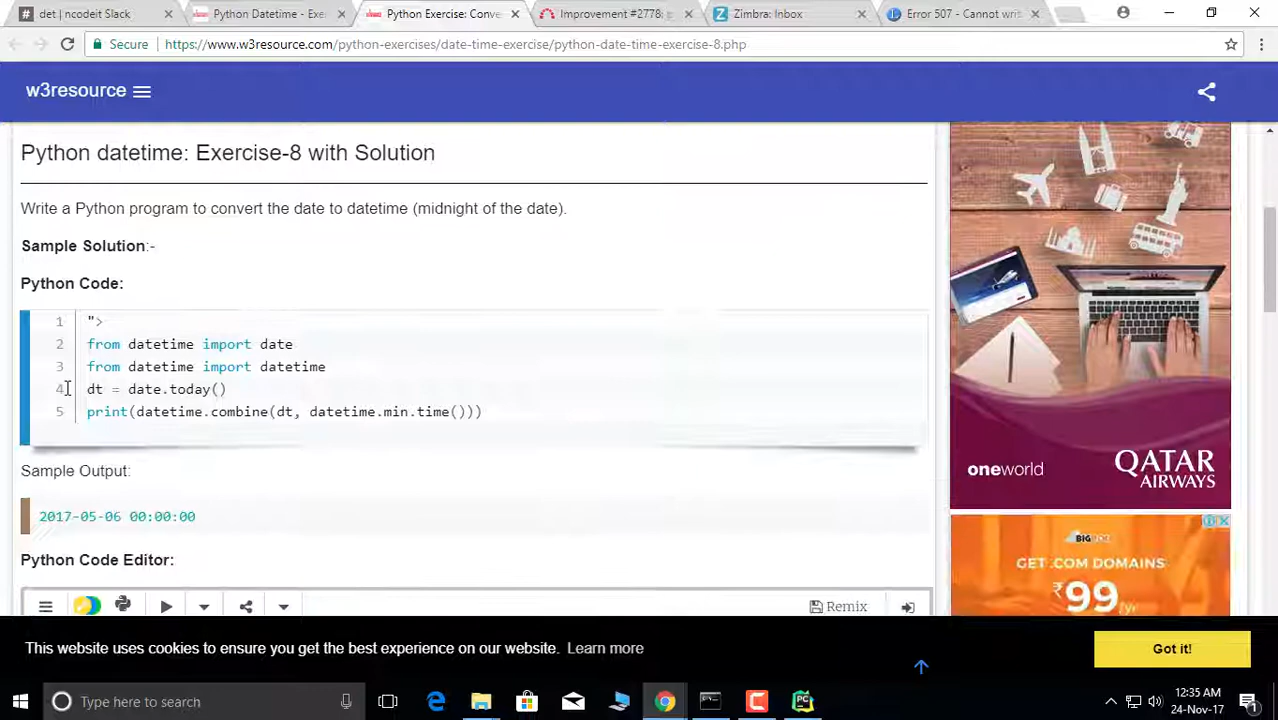 det | ncodeit Slack
Python Datetime - Exe
Python Exercise: Conve
Improvement #2778:
Zimbra: Inbox
Error 507 - Cannot writ
Secure https://www.w3resource.com/python-exercises/date-time-exercise/python-date-time-exercise-8.php
w3resource
Python datetime: Exercise-8 with Solution
Write a Python program to convert the date to datetime (midnight of the date).
Sample Solution:-
Python Code:
1 ">
2 from datetime import date
3 from datetime import datetime
4 dt = date.today()
5 print(datetime.combine(dt, datetime.min.time()))
Sample Output:
2017-05-06 00:00:00
Python Code Editor:
Remix
oneworld QATAR
AIRWAYS
GET .COM DOMAINS
₹99/yr
This website uses cookies to ensure you get the best experience on our website. Learn more
Got it!
Type here to search
12:35 AM
24-Nov-17